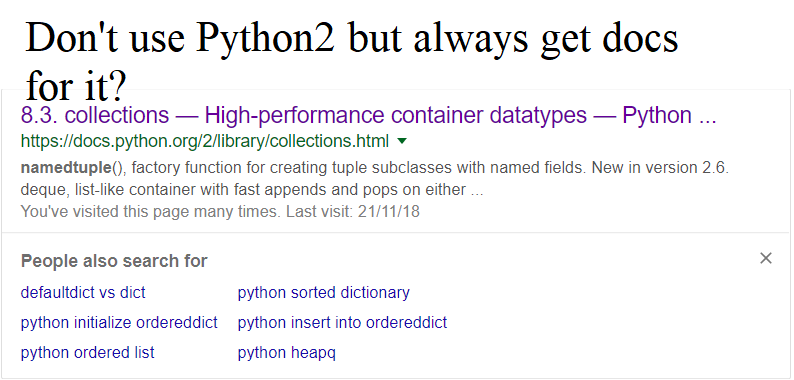 Don't use Python2 but always get docs
for it?
8.3. collections — High-performance container datatypes — Python ...
https://docs.python.org/2/library/collections.html
namedtuple(), factory function for creating tuple subclasses with named fields. New in version 2.6.
deque, list-like container with fast appends and pops on either ...
You've visited this page many times. Last visit: 21/11/18
People also search for
defaultdict vs dict python sorted dictionary
python initialize ordereddict python insert into ordereddict
python ordered list python heapq